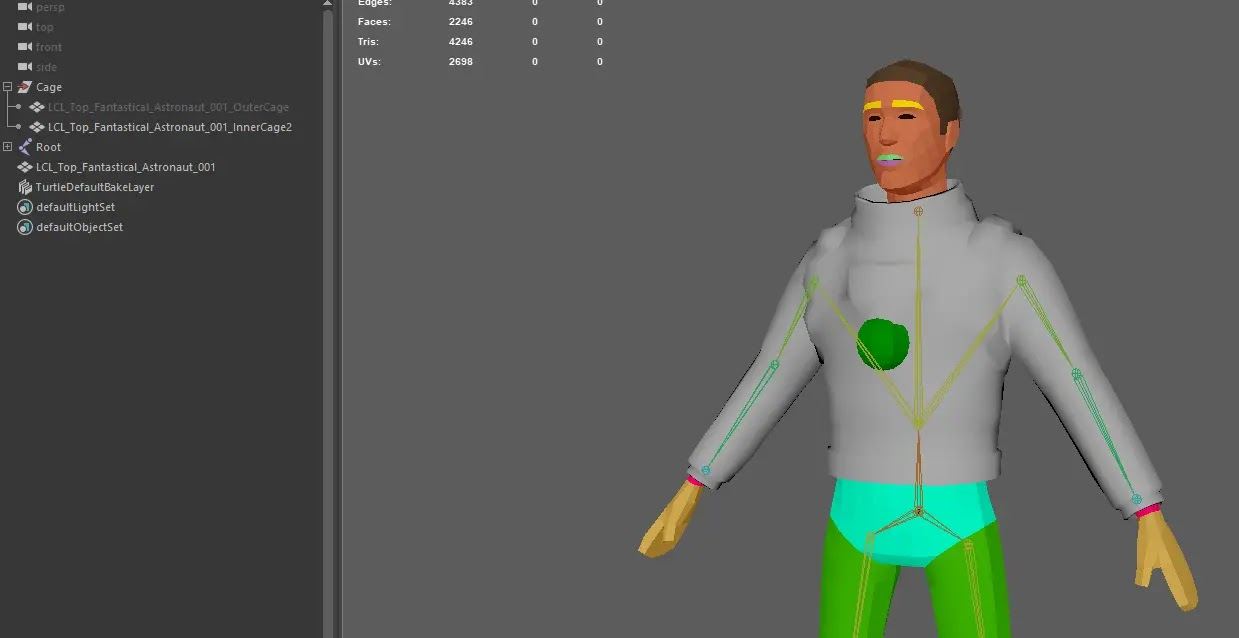 persp
top
front
side
Cage
LCL_Top_Fantastical_Astronaut_001_OuterCage
LCL_Top_Fantastical_Astronaut_001_InnerCage2
Root
LCL_Top_Fantastical_Astronaut_001
TurtleDefaultBakeLayer
defaultLightSet
defaultObjectSet
Edges: 4383 0 0
Faces: 2246 0 0
Tris: 4246 0 0
UVs: 2698 0 0